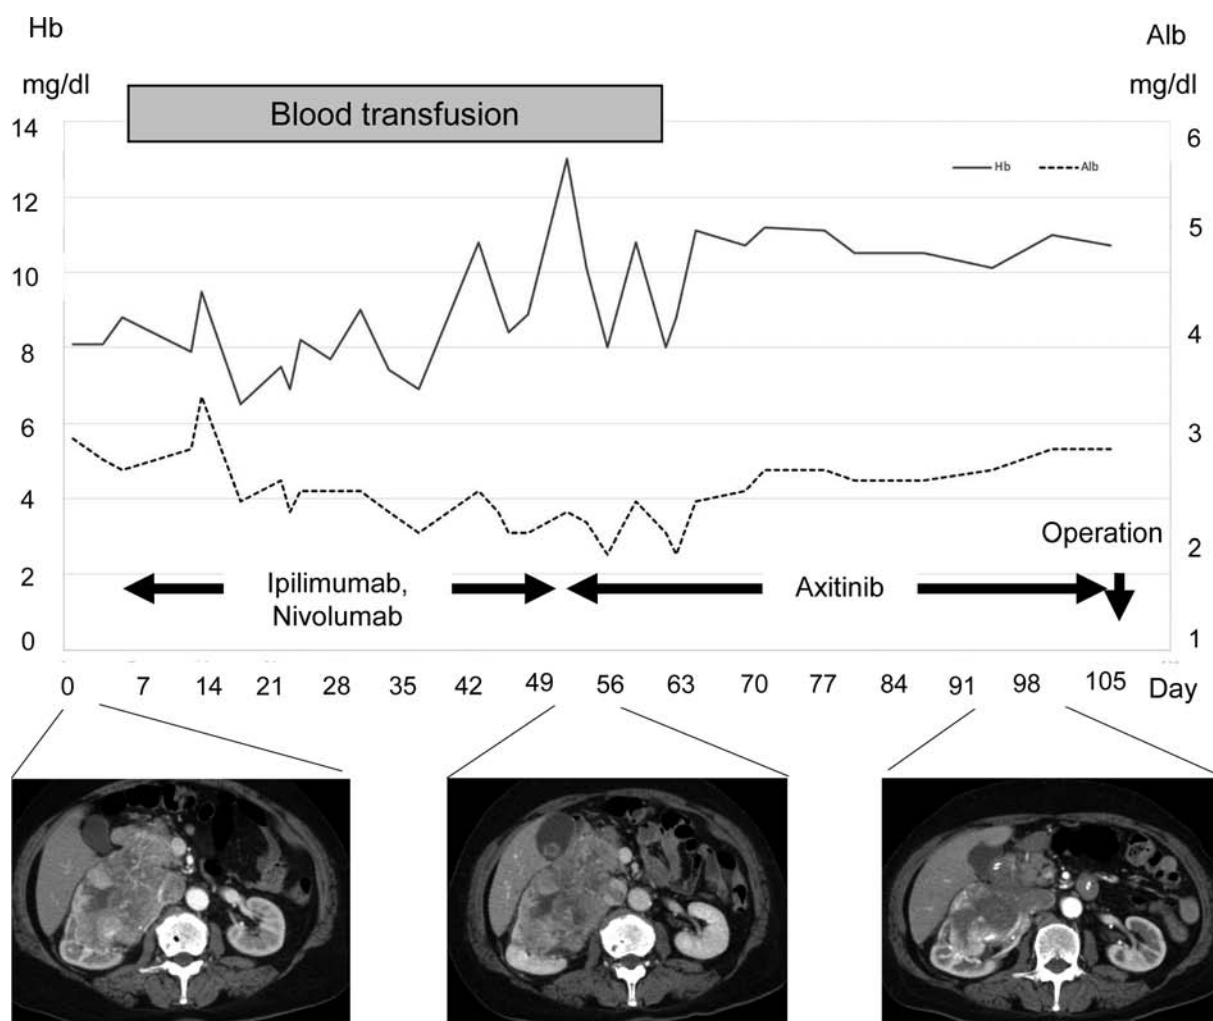 Hb
Alb
mg/dl
mg/dl
Blood transfusion
14
6
Hb
Alb
12
5
10
8
4
6
3
4
Operation
2
2
Ipilimumab,
Nivolumab
Axitinib
0
1
0 7 14 21 28 35 42 49 56 63 70 77 84 91 98 105 Day